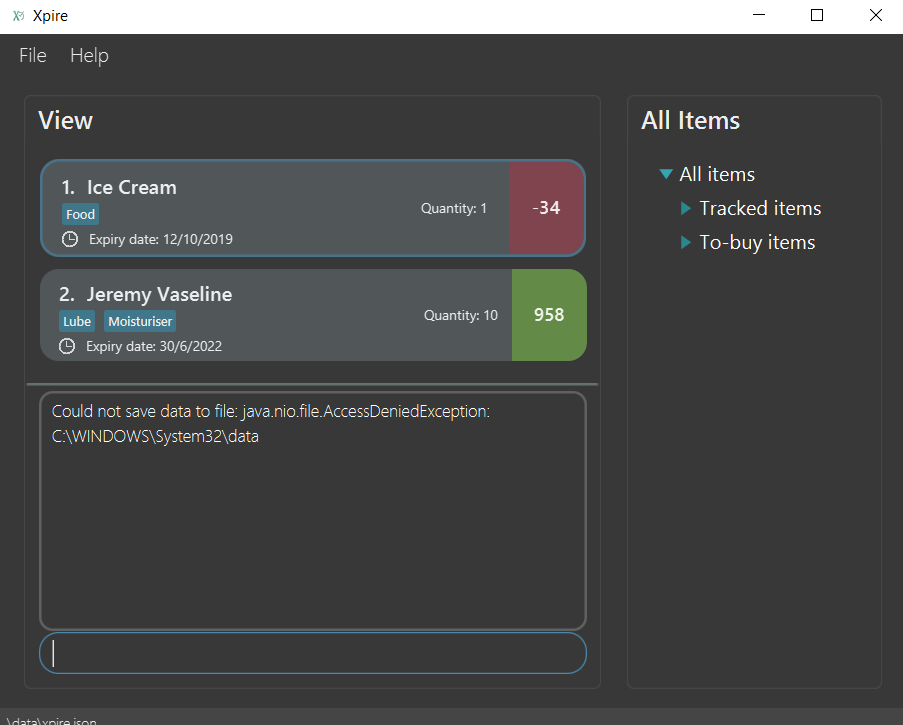 Xpire
File Help
View
1. Ice Cream
Food
Expiry date: 12/10/2019
Quantity: 1
-34
2. Jeremy Vaseline
Lube Moisturiser
Expiry date: 30/6/2022
Quantity: 10
958
Could not save data to file: java.nio.file.AccessDeniedException:
C:\WINDOWS\System32\data
All Items
All items
Tracked items
To-buy items
.\data\xpire.json